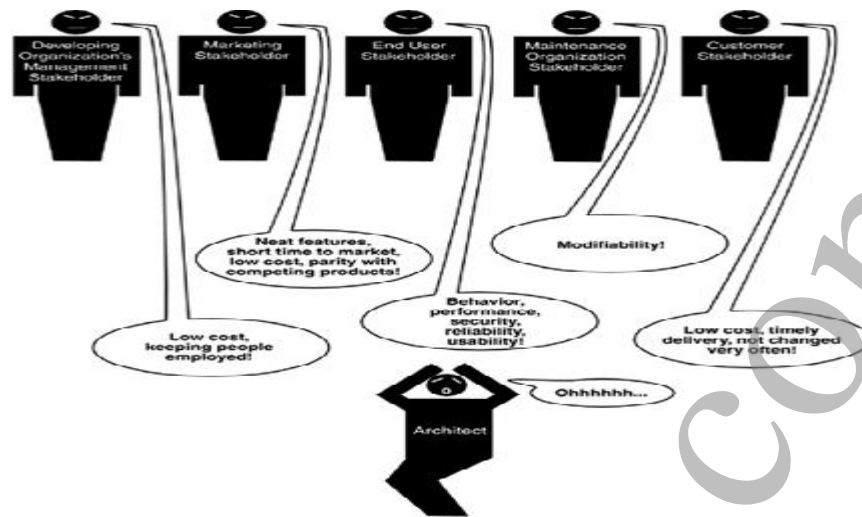 Developing
Organization's
Management
Stakeholder
Marketing
Stakeholder
End User
Stakeholder
Maintenance
Organization
Stakeholder
Customer
Stakeholder
Neat features,
short time to market,
low cost, parity with
competing products!
Modifiability!
Behavior,
performance,
security,
reliability,
usability!
Low cost,
keeping people
employed!
Low cost, timely
delivery, not changed
very often!
Ohhhhhh...
Architect